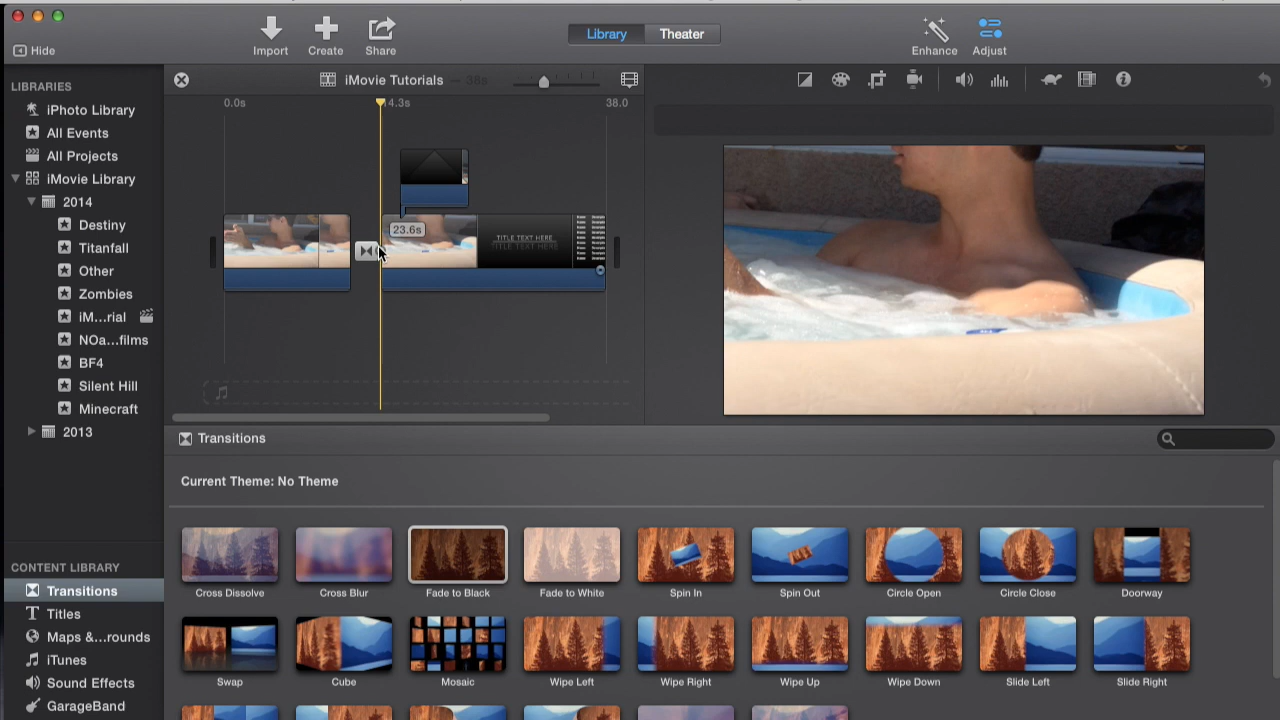 Hide
Import
Create
Share
Library
Theater
Enhance
Adjust
LIBRARIES
iPhoto Library
All Events
All Projects
iMovie Library
2014
Destiny
Titanfall
Other
Zombies
iM...rial
NOa...films
BF4
Silent Hill
Minecraft
2013
CONTENT LIBRARY
Transitions
Titles
Maps &...rounds
iTunes
Sound Effects
GarageBand
iMovie Tutorials — 38s
0.0s
4.3s
38.0
23.6s
TITLE TEXT HERE
Transitions
Current Theme: No Theme
Cross Dissolve
Cross Blur
Fade to Black
Fade to White
Spin In
Spin Out
Circle Open
Circle Close
Doorway
Swap
Cube
Mosaic
Wipe Left
Wipe Right
Wipe Up
Wipe Down
Slide Left
Slide Right